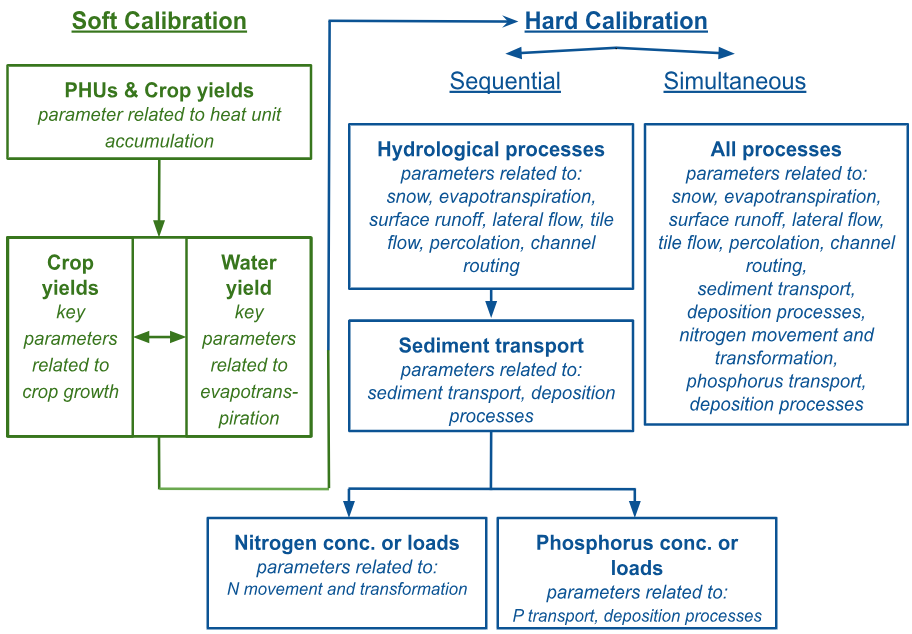 Soft Calibration
PHUs & Crop yields
parameter related to heat unit
accumulation
Crop
yields
key
parameters
related to
crop growth
Water
yield
key
parameters
related to
evapotrans-
piration
Hard Calibration
Sequential
Simultaneous
Hydrological processes
parameters related to:
snow, evapotranspiration,
surface runoff, lateral flow, tile
flow, percolation, channel
routing
Sediment transport
parameters related to:
sediment transport, deposition
processes
Nitrogen conc. or loads
parameters related to:
N movement and transformation
Phosphorus conc. or
loads
parameters related to:
P transport, deposition processes
All processes
parameters related to:
snow, evapotranspiration,
surface runoff, lateral flow,
tile flow, percolation, channel
routing,
sediment transport,
deposition processes,
nitrogen movement and
transformation,
phosphorus transport,
deposition processes